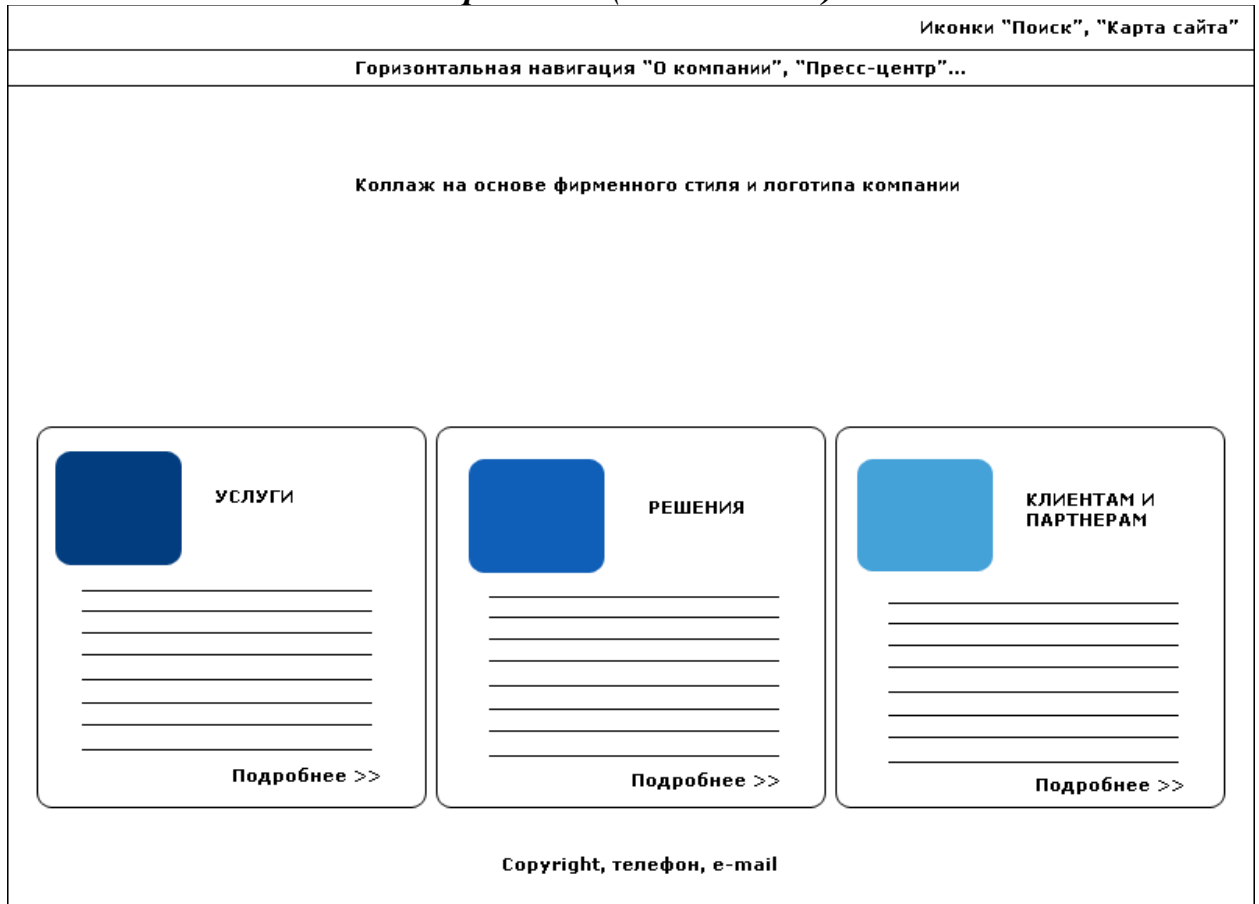 Иконки “Поиск”, “Карта сайта”
Горизонтальная навигация “О компании”, “Пресс-центр”...
Коллаж на основе фирменного стиля и логотипа компании
УСЛУГИ
Подробнее >>
РЕШЕНИЯ
Подробнее >>
КЛИЕНТАМ И
ПАРТНЕРАМ
Подробнее >>
Copyright, телефон, e-mail